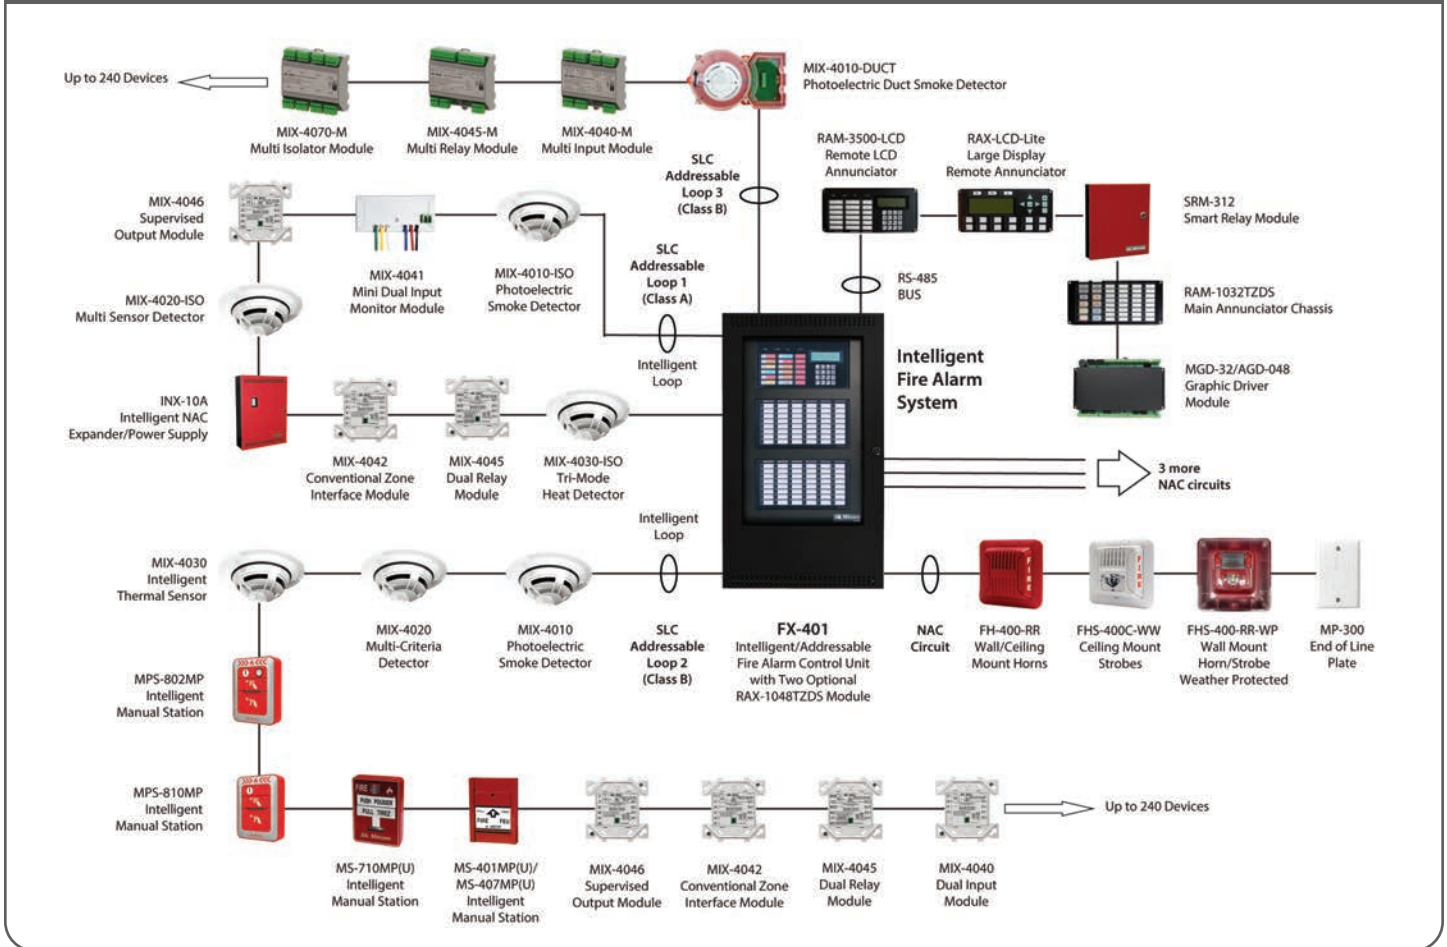 Up to 240 Devices
MIX-4070-M
Multi Isolator Module
MIX-4045-M
Multi Relay Module
MIX-4040-M
Multi Input Module
MIX-4010-DUCT
Photoelectric Duct Smoke Detector
SLC
Addressable
Loop 3
(Class B)
RAM-3500-LCD
Remote LCD
Annunciator
RAX-LCD-Lite
Large Display
Remote Annunciator
SRM-312
Smart Relay Module
MIX-4046
Supervised
Output Module
MIX-4041
Mini Dual Input
Monitor Module
MIX-4010-ISO
Photoelectric
Smoke Detector
SLC
Addressable
Loop 1
(Class A)
RS-485
BUS
MIX-4020-ISO
Multi Sensor Detector
RAM-1032TZDS
Main Annunciator Chassis
Intelligent
Loop
Intelligent
Fire Alarm
System
MGD-32/AGD-048
Graphic Driver
Module
INX-10A
Intelligent NAC
Expander/Power Supply
MIX-4042
Conventional Zone
Interface Module
MIX-4045
Dual Relay
Module
MIX-4030-ISO
Tri-Mode
Heat Detector
3 more
NAC circuits
Intelligent
Loop
MIX-4030
Intelligent
Thermal Sensor
MIX-4020
Multi-Criteria
Detector
MIX-4010
Photoelectric
Smoke Detector
SLC
Addressable
Loop 2
(Class B)
FX-401
Intelligent/Addressable
Fire Alarm Control Unit
with Two Optional
RAX-1048TZDS Module
NAC
Circuit
FIRE
FH-400-RR
Wall/Ceiling
Mount Horns
FIRE
FHS-400C-WW
Ceiling Mount
Strobes
FHS-400-RR-WP
Wall Mount
Horn/Strobe
Weather Protected
MP-300
End of Line
Plate
MPS-802MP
Intelligent
Manual Station
MPS-810MP
Intelligent
Manual Station
FIRE
PUSH POUSSER
PULL TIREZ
Mircom
MS-710MP(U)
Intelligent
Manual Station
FIRE FEU
MS-401MP(U)/
MS-407MP(U)
Intelligent
Manual Station
MIX-4046
Supervised
Output Module
MIX-4042
Conventional Zone
Interface Module
MIX-4045
Dual Relay
Module
MIX-4040
Dual Input
Module
Up to 240 Devices